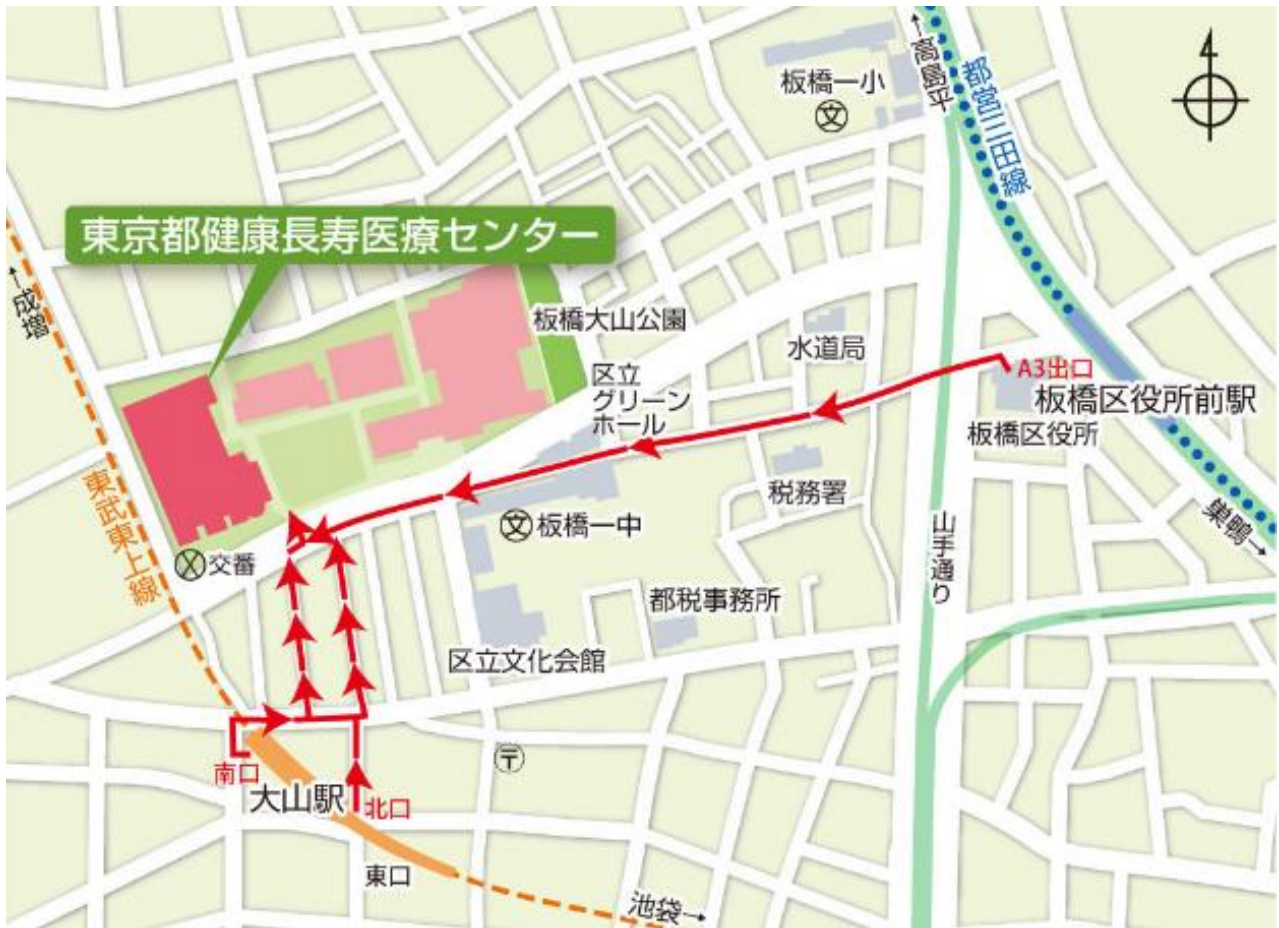 板橋一小
文
←高島平
都営三田線
東京都健康長寿医療センター
←成増
板橋大山公園
水道局
区立
グリーン
ホール
A3出口
板橋区役所前駅
板橋区役所
税務署
文 板橋一中
山手通り
巣鴨→
東武東上線
交番
都税事務所
区立文化会館
〒
南口
大山駅
北口
東口
池袋→